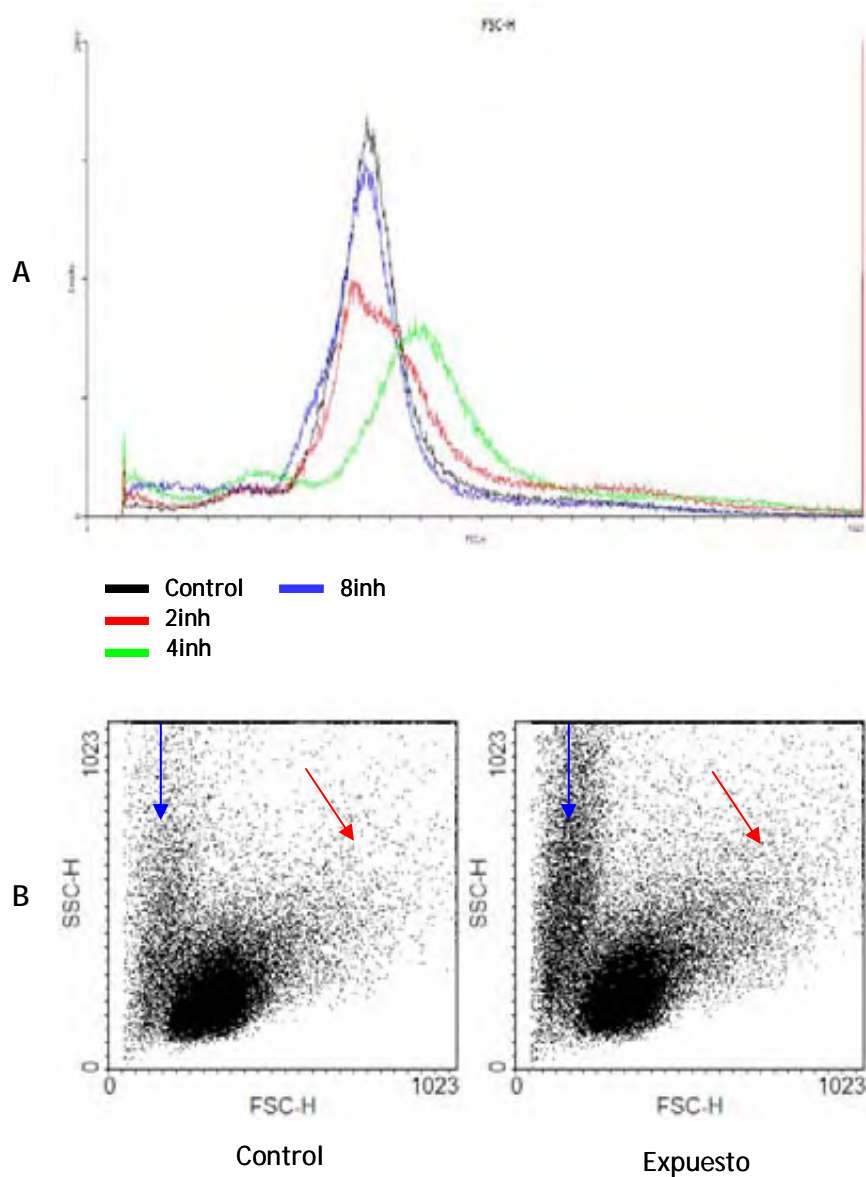 FSC-H
A
Control
8inh
2inh
4inh
B
1023
SSC-H
0
0
1023
FSC-H
1023
SSC-H
0
0
1023
FSC-H
Control
Expuesto